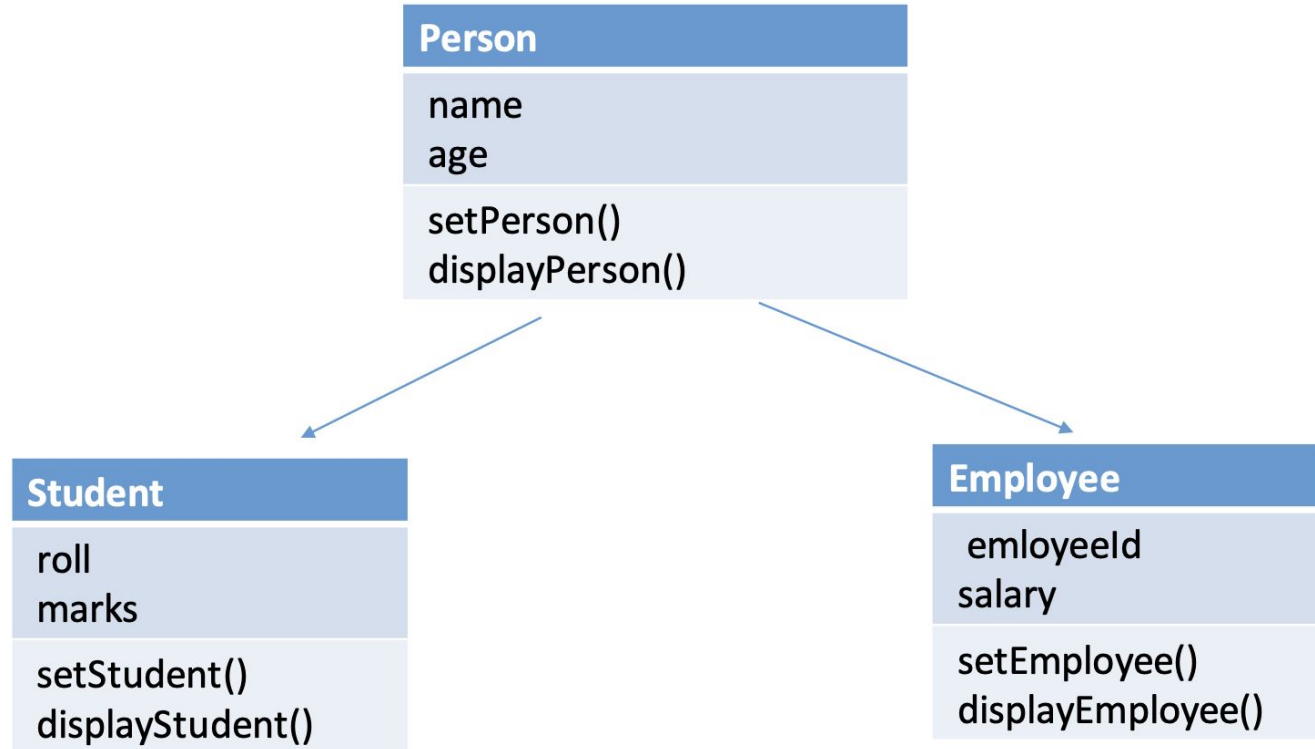 Person
name
age
setPerson()
displayPerson()
Student
roll
marks
setStudent()
displayStudent()
Employee
emloyeeId
salary
setEmployee()
displayEmployee()